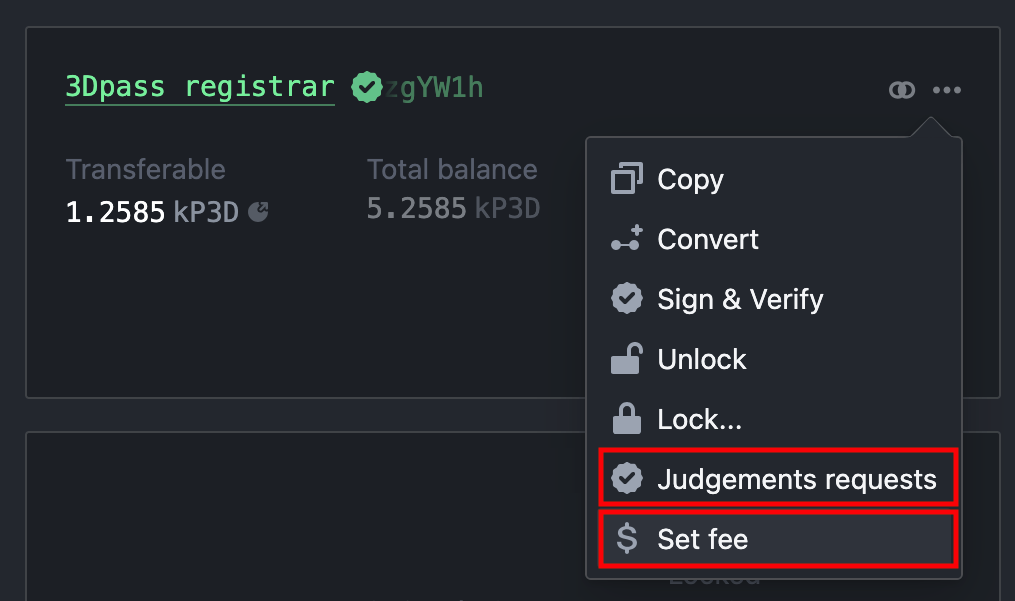 3Dpass registrar zgYW1h
Transferable
Total balance
1.2585 kP3D
5.2585 kP3D
Copy
Convert
Sign & Verify
Unlock
Lock...
Judgements requests
$ Set fee
Locked